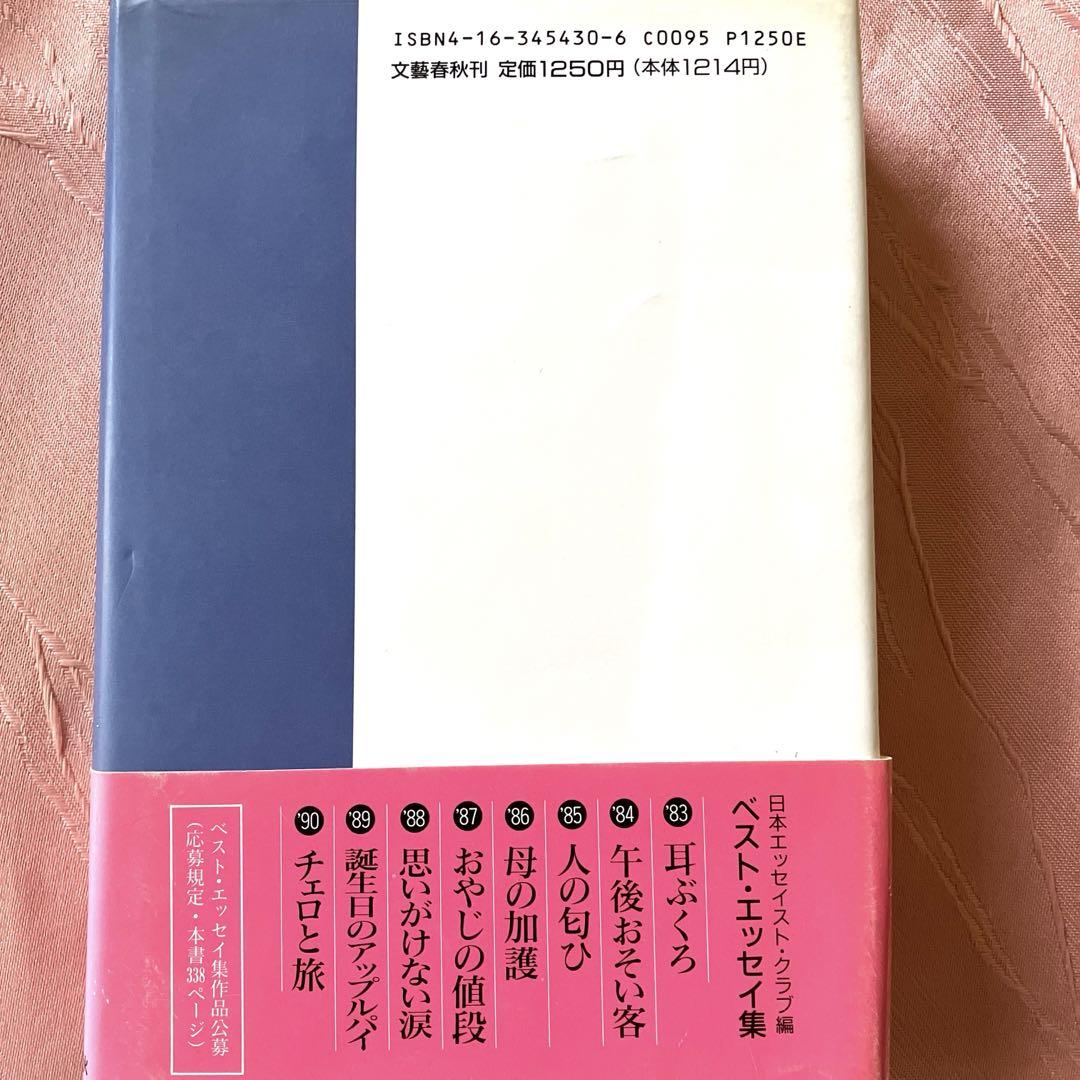 ISBN4-16-345430-6 C0095 P1250E
文藝春秋刊 定価1250円（本体1214円）
日本エッセイスト・クラブ編
ベスト・エッセイ集
'83 耳ぶくろ
'84 午後おそい客
'85 人の匂ひ
'86 母の加護
'87 おやじの値段
'88 思いがけない涙
'89 誕生日のアップルパイ
'90 チェロと旅
ベスト・エッセイ集作品公募
（応募規定・本書338ページ）